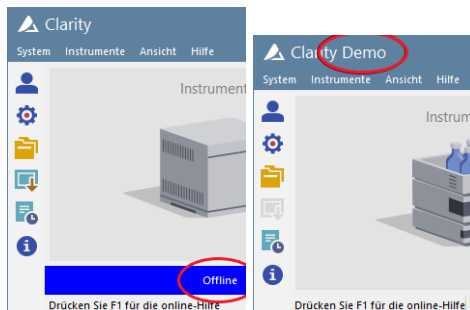 Clarity
System Instrumente Ansicht Hilfe
Instrument
Offline
Drücken Sie F1 für die online-Hilfe
Clarity Demo
System Instrumente Ansicht Hilfe
Instrum
Drücken Sie F1 für die online-Hilfe